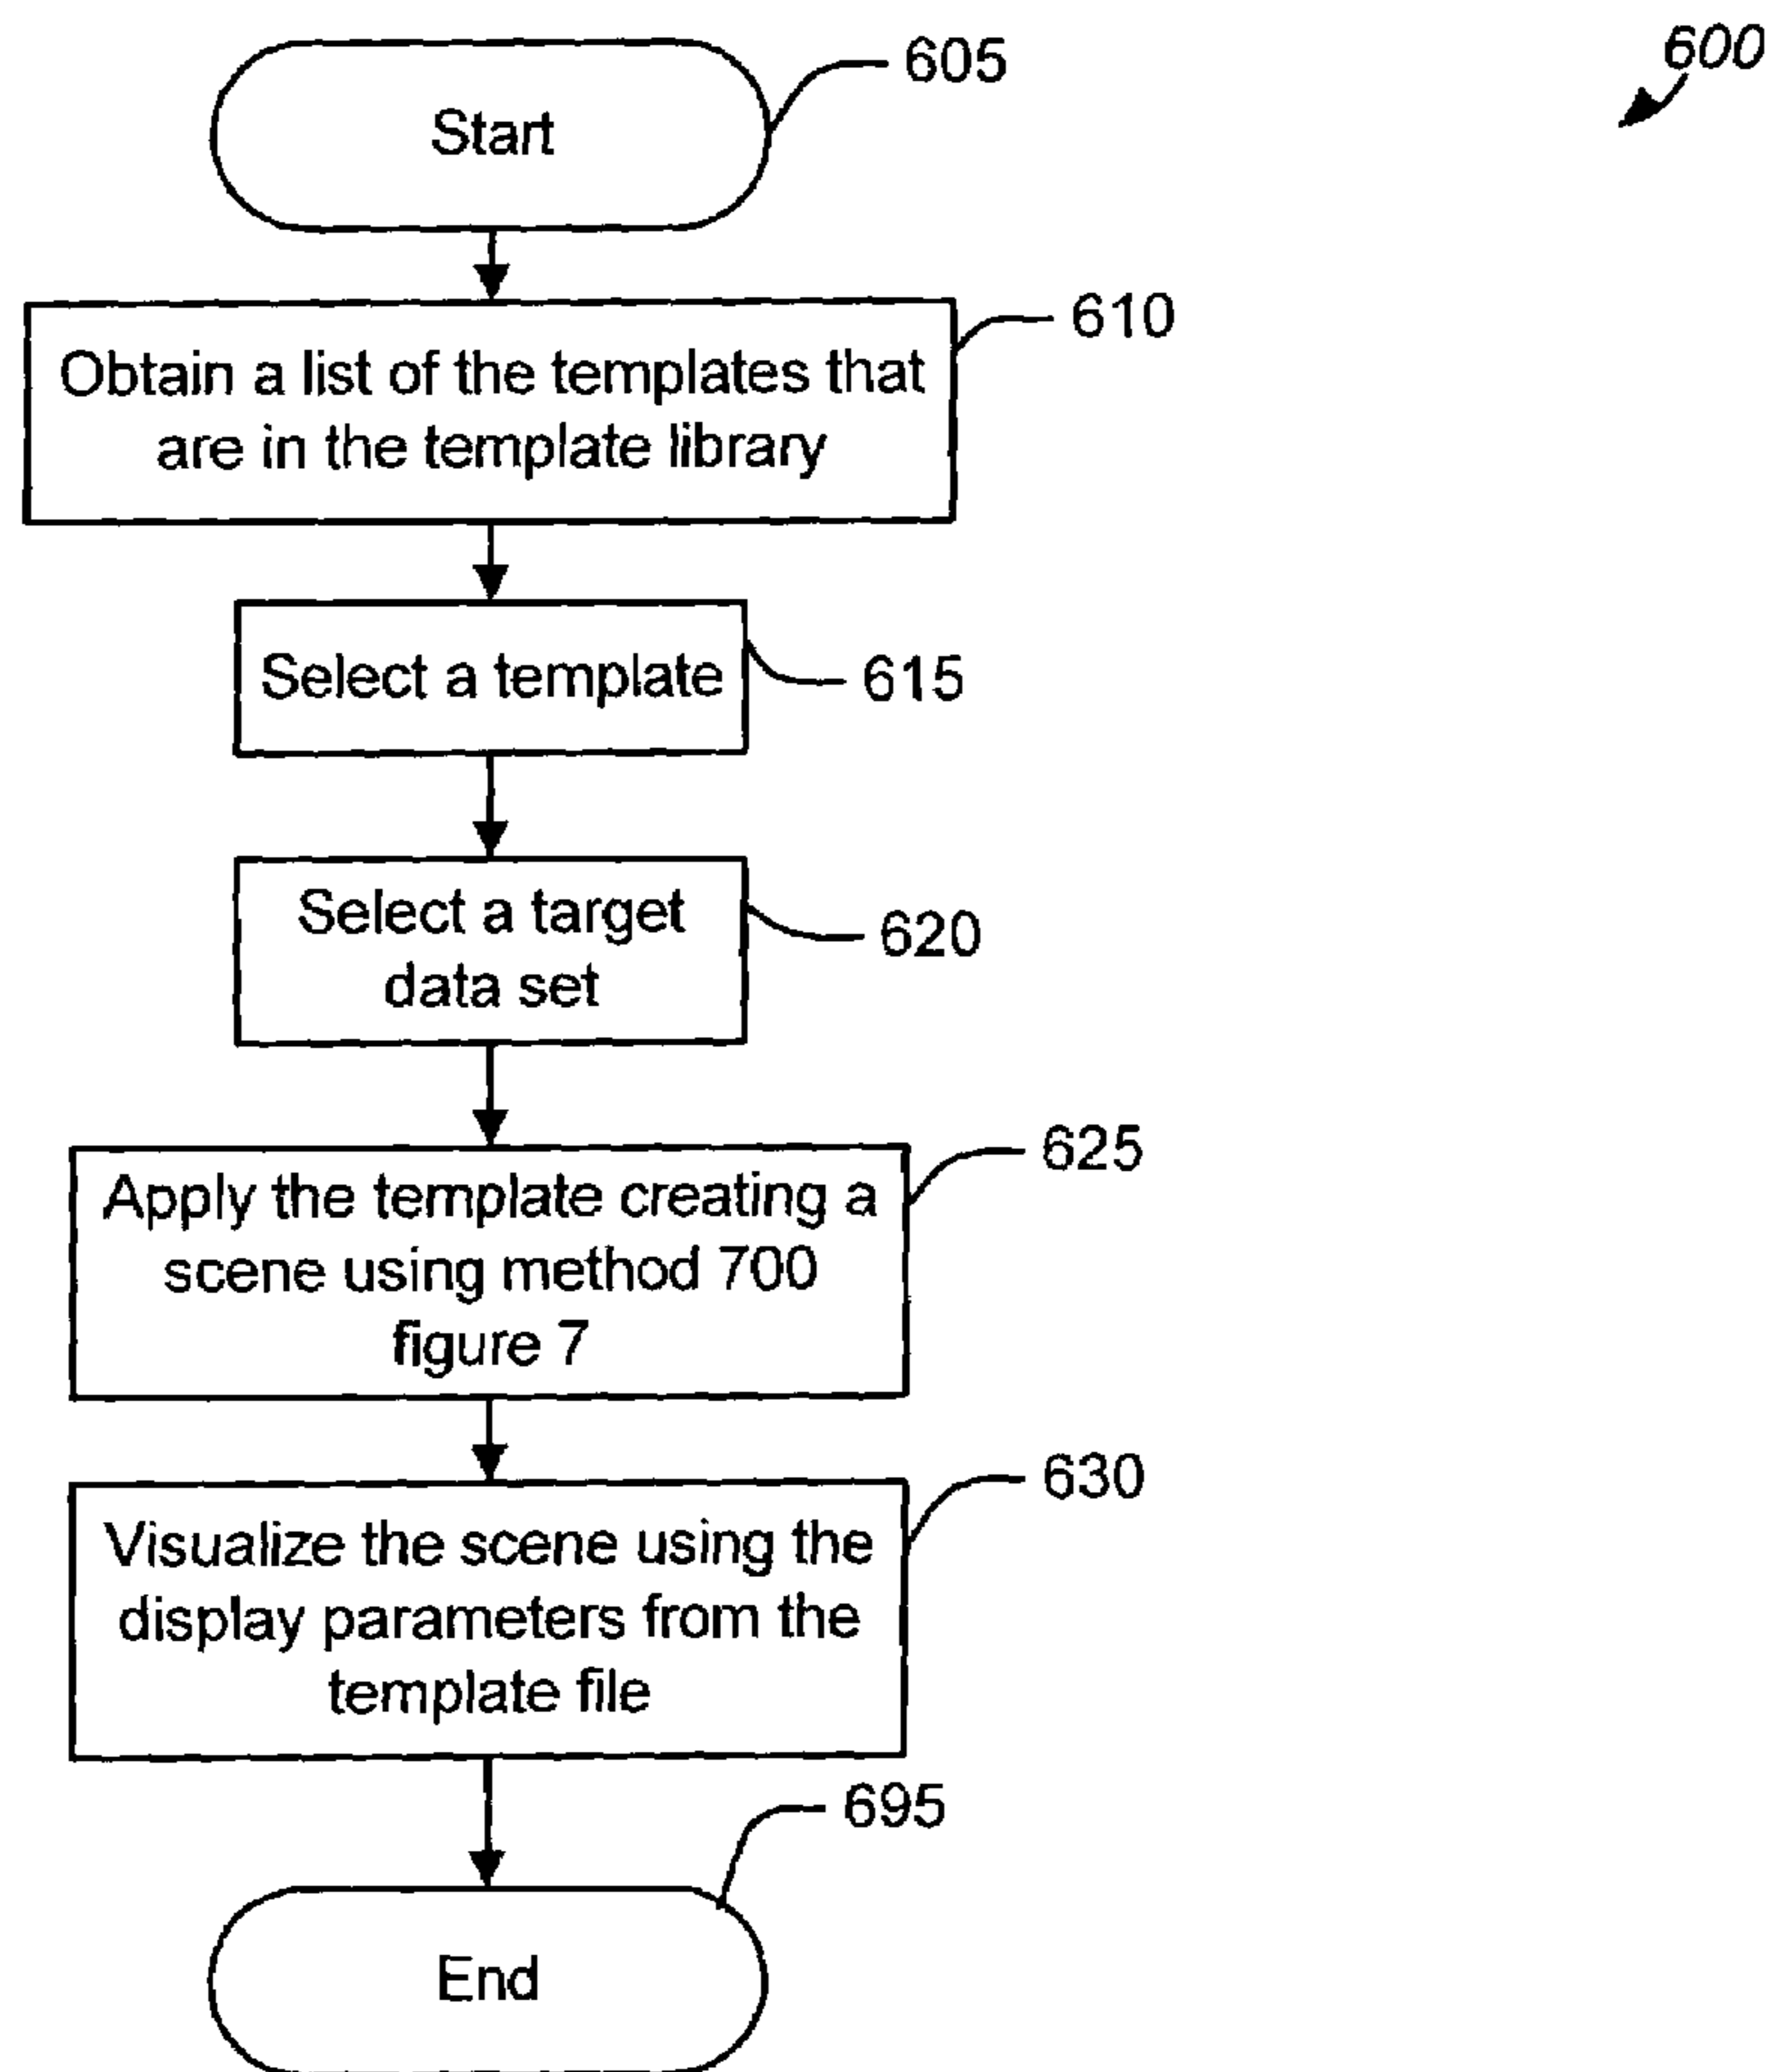 600
Start
605
Obtain a list of the templates that
are in the template library
610
Select a template
615
Select a target
data set
620
Apply the template creating a
scene using method 700
figure 7
625
Visualize the scene using the
display parameters from the
template file
630
End
695